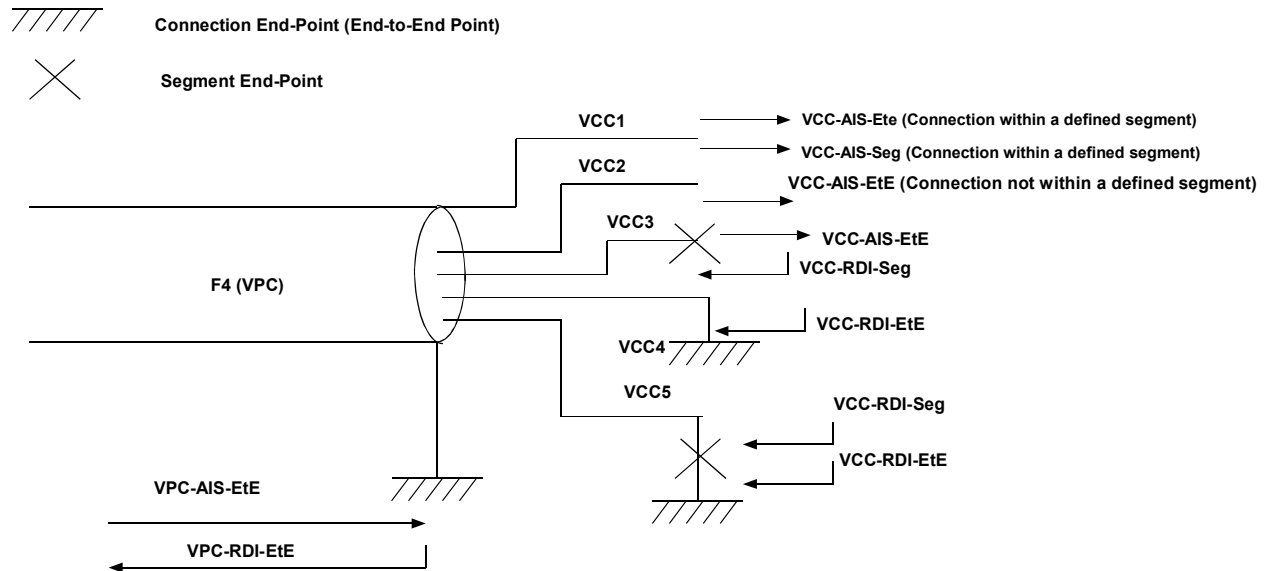 Connection End-Point (End-to-End Point)
Segment End-Point
VCC1
VCC-AIS-Ete (Connection within a defined segment)
VCC-AIS-Seg (Connection within a defined segment)
VCC2
VCC-AIS-EtE (Connection not within a defined segment)
VCC3
VCC-AIS-EtE
VCC-RDI-Seg
F4 (VPC)
VCC-RDI-EtE
VCC4
VCC5
VCC-RDI-Seg
VCC-RDI-EtE
VPC-AIS-EtE
VPC-RDI-EtE